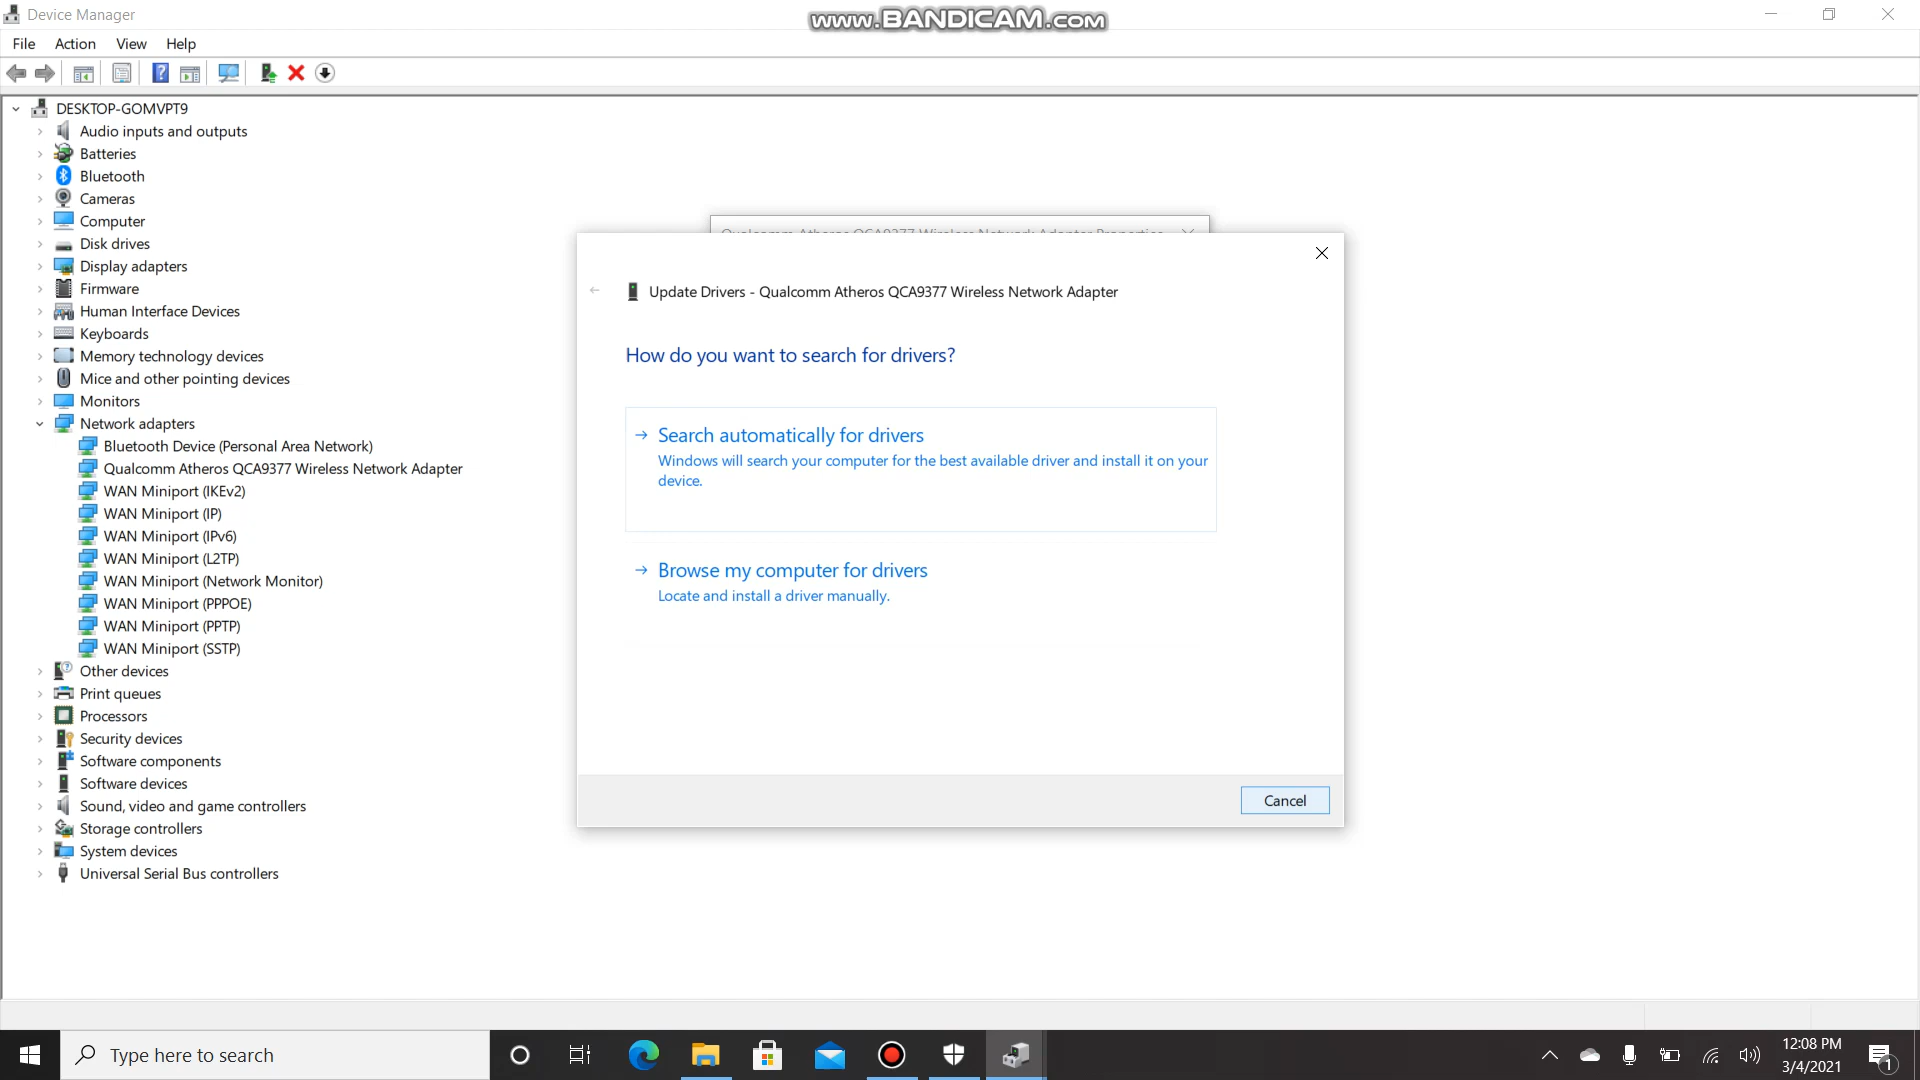 Device Manager
www.BANDICAM.com
File Action View Help
DESKTOP-GOMVPT9
Audio inputs and outputs
Batteries
Bluetooth
Cameras
Computer
Disk drives
Display adapters
Firmware
Human Interface Devices
Keyboards
Memory technology devices
Mice and other pointing devices
Monitors
Network adapters
Bluetooth Device (Personal Area Network)
Qualcomm Atheros QCA9377 Wireless Network Adapter
WAN Miniport (IKEv2)
WAN Miniport (IP)
WAN Miniport (IPv6)
WAN Miniport (L2TP)
WAN Miniport (Network Monitor)
WAN Miniport (PPPOE)
WAN Miniport (PPTP)
WAN Miniport (SSTP)
Other devices
Print queues
Processors
Security devices
Software components
Software devices
Sound, video and game controllers
Storage controllers
System devices
Universal Serial Bus controllers
Qualcomm Atheros QCA9377 Wireless Network Adapter Properties
Update Drivers - Qualcomm Atheros QCA9377 Wireless Network Adapter
How do you want to search for drivers?
Search automatically for drivers
Windows will search your computer for the best available driver and install it on your
device.
Browse my computer for drivers
Locate and install a driver manually.
Cancel
Type here to search
12:08 PM
3/4/2021
1